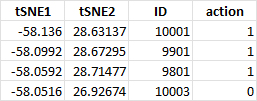 tSNE1 tSNE2 ID action
-58.136 28.63137 10001 1
-58.0992 28.67295 9901 1
-58.0592 28.71477 9801 1
-58.0516 26.92674 10003 0